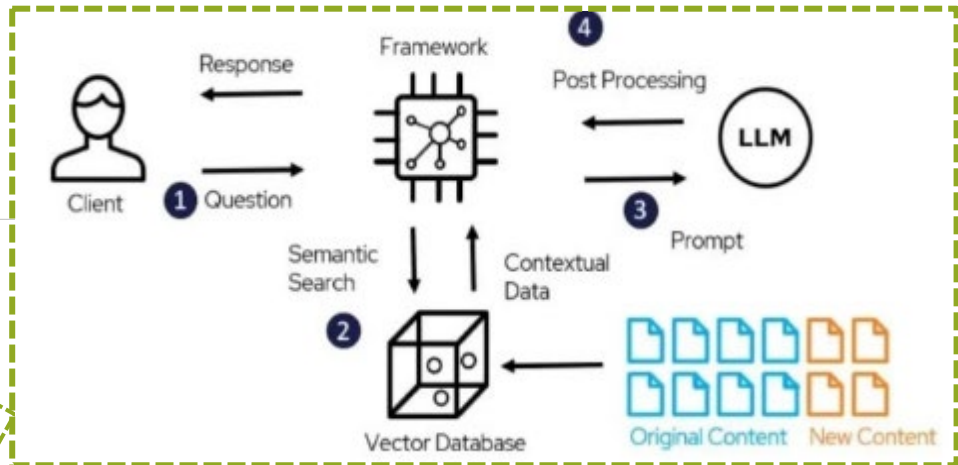 4
Framework
Response
Post Processing
LLM
1 Question
Client
3
Prompt
Semantic
Search
Contextual
Data
2
Original Content New Content
Vector Database